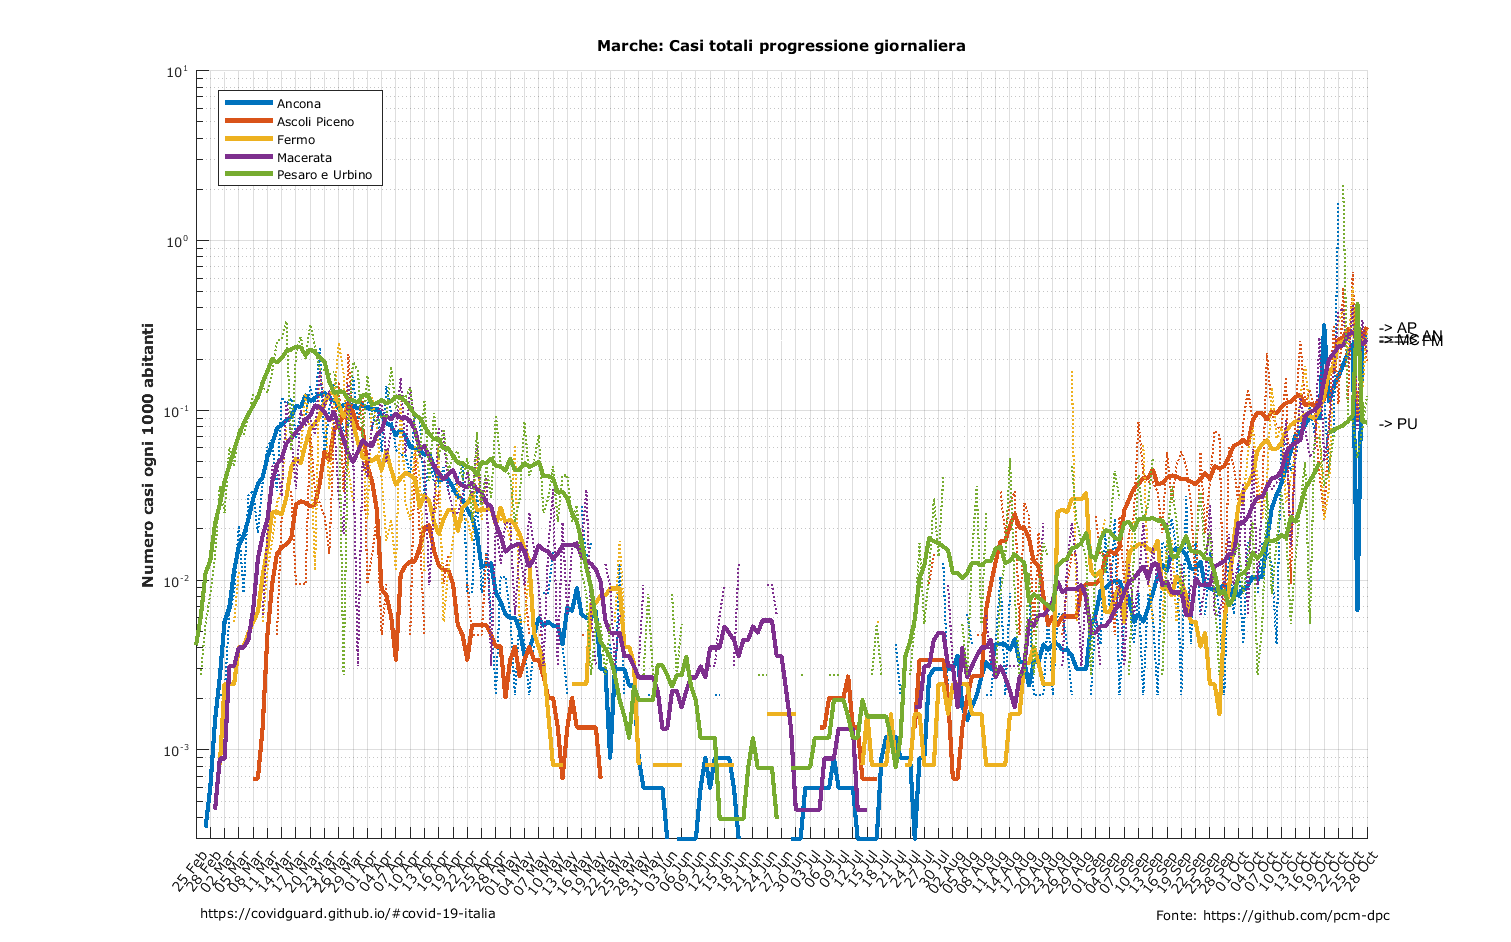 Marche: Casi totali progressione giornaliera
10¹
10⁰
10⁻¹
10⁻²
10⁻³
Numero casi ogni 1000 abitanti
Ancona
Ascoli Piceno
Fermo
Macerata
Pesaro e Urbino
-> AP
-> AN
-> MC
FM
-> PU
25 Feb
28 Feb
02 Mar
05 Mar
08 Mar
11 Mar
14 Mar
17 Mar
20 Mar
23 Mar
26 Mar
29 Mar
01 Apr
04 Apr
07 Apr
10 Apr
13 Apr
16 Apr
19 Apr
22 Apr
25 Apr
28 Apr
01 May
04 May
07 May
10 May
13 May
16 May
19 May
22 May
25 May
28 May
31 May
03 Jun
06 Jun
09 Jun
12 Jun
15 Jun
18 Jun
21 Jun
24 Jun
27 Jun
30 Jun
03 Jul
06 Jul
09 Jul
12 Jul
15 Jul
18 Jul
21 Jul
24 Jul
27 Jul
30 Jul
02 Aug
05 Aug
08 Aug
11 Aug
14 Aug
17 Aug
20 Aug
23 Aug
26 Aug
29 Aug
01 Sep
04 Sep
07 Sep
10 Sep
13 Sep
16 Sep
19 Sep
22 Sep
25 Sep
28 Sep
01 Oct
04 Oct
07 Oct
10 Oct
13 Oct
16 Oct
19 Oct
22 Oct
25 Oct
28 Oct
https://covidguard.github.io/#covid-19-italia
Fonte: https://github.com/pcm-dpc